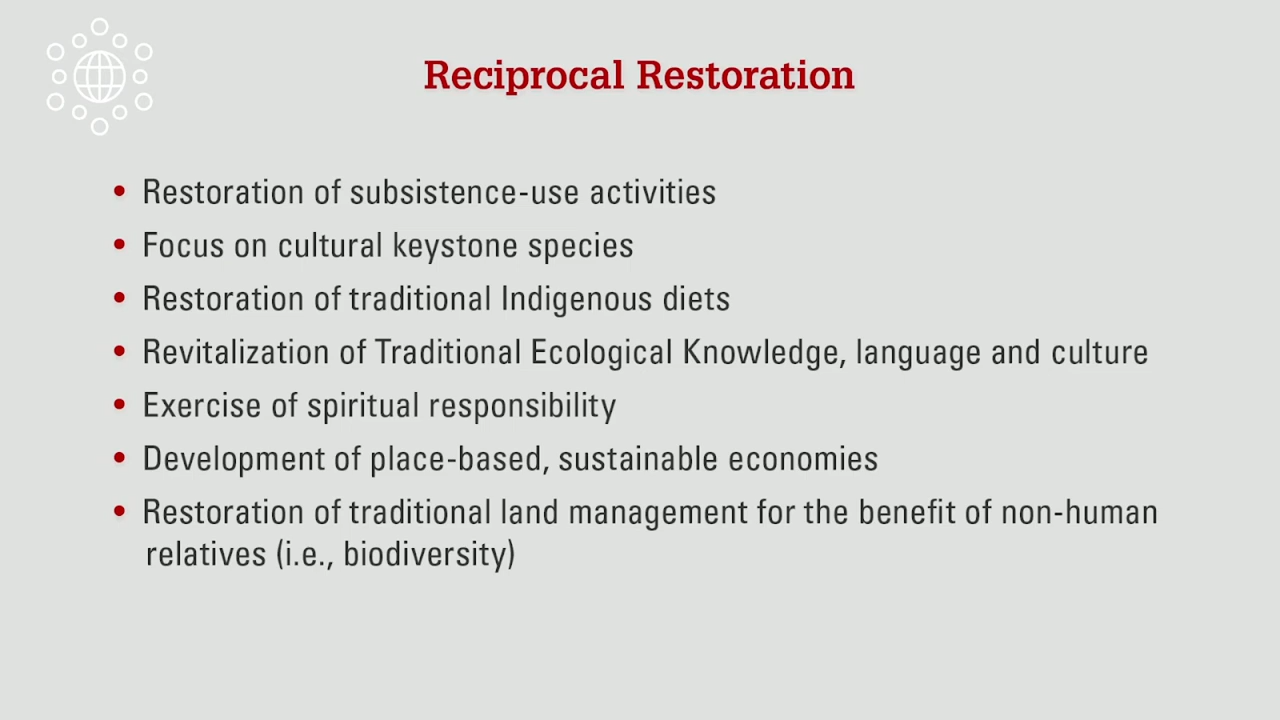 Reciprocal Restoration
• Restoration of subsistence-use activities
• Focus on cultural keystone species
• Restoration of traditional Indigenous diets
• Revitalization of Traditional Ecological Knowledge, language and culture
• Exercise of spiritual responsibility
• Development of place-based, sustainable economies
• Restoration of traditional land management for the benefit of non-human
relatives (i.e., biodiversity)